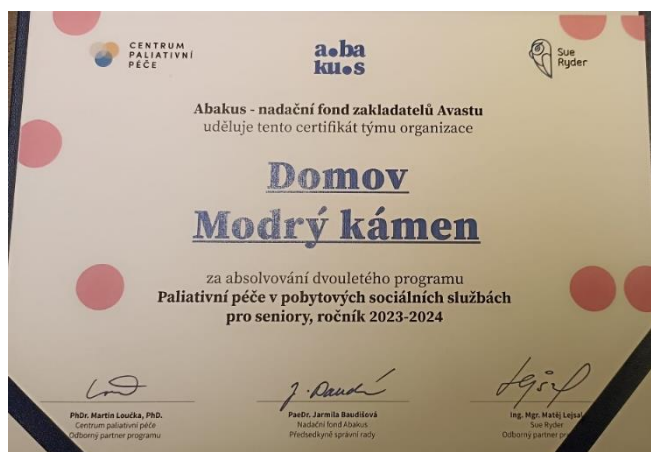 CENTRUM
PALIATIVNÍ
PÉČE
a.ba
ku.s
Sue
Ryder
Abakus - nadační fond zakladatelů Avastu
uděluje tento certifikát týmu organizace
Domov
Modrý kámen
za absolvování dvouletého programu
Paliativní péče v pobytových sociálních službách
pro seniory, ročník 2023-2024
PhDr. Martin Loučka, PhD.
Centrum paliativní péče
Odborný partner programu
PaeDr. Jarmila Baudišová
Nadační fond Abakus
Předsedkyně správní rady
Ing. Mgr. Matěj Lejsal
Sue Ryder
Odborný partner